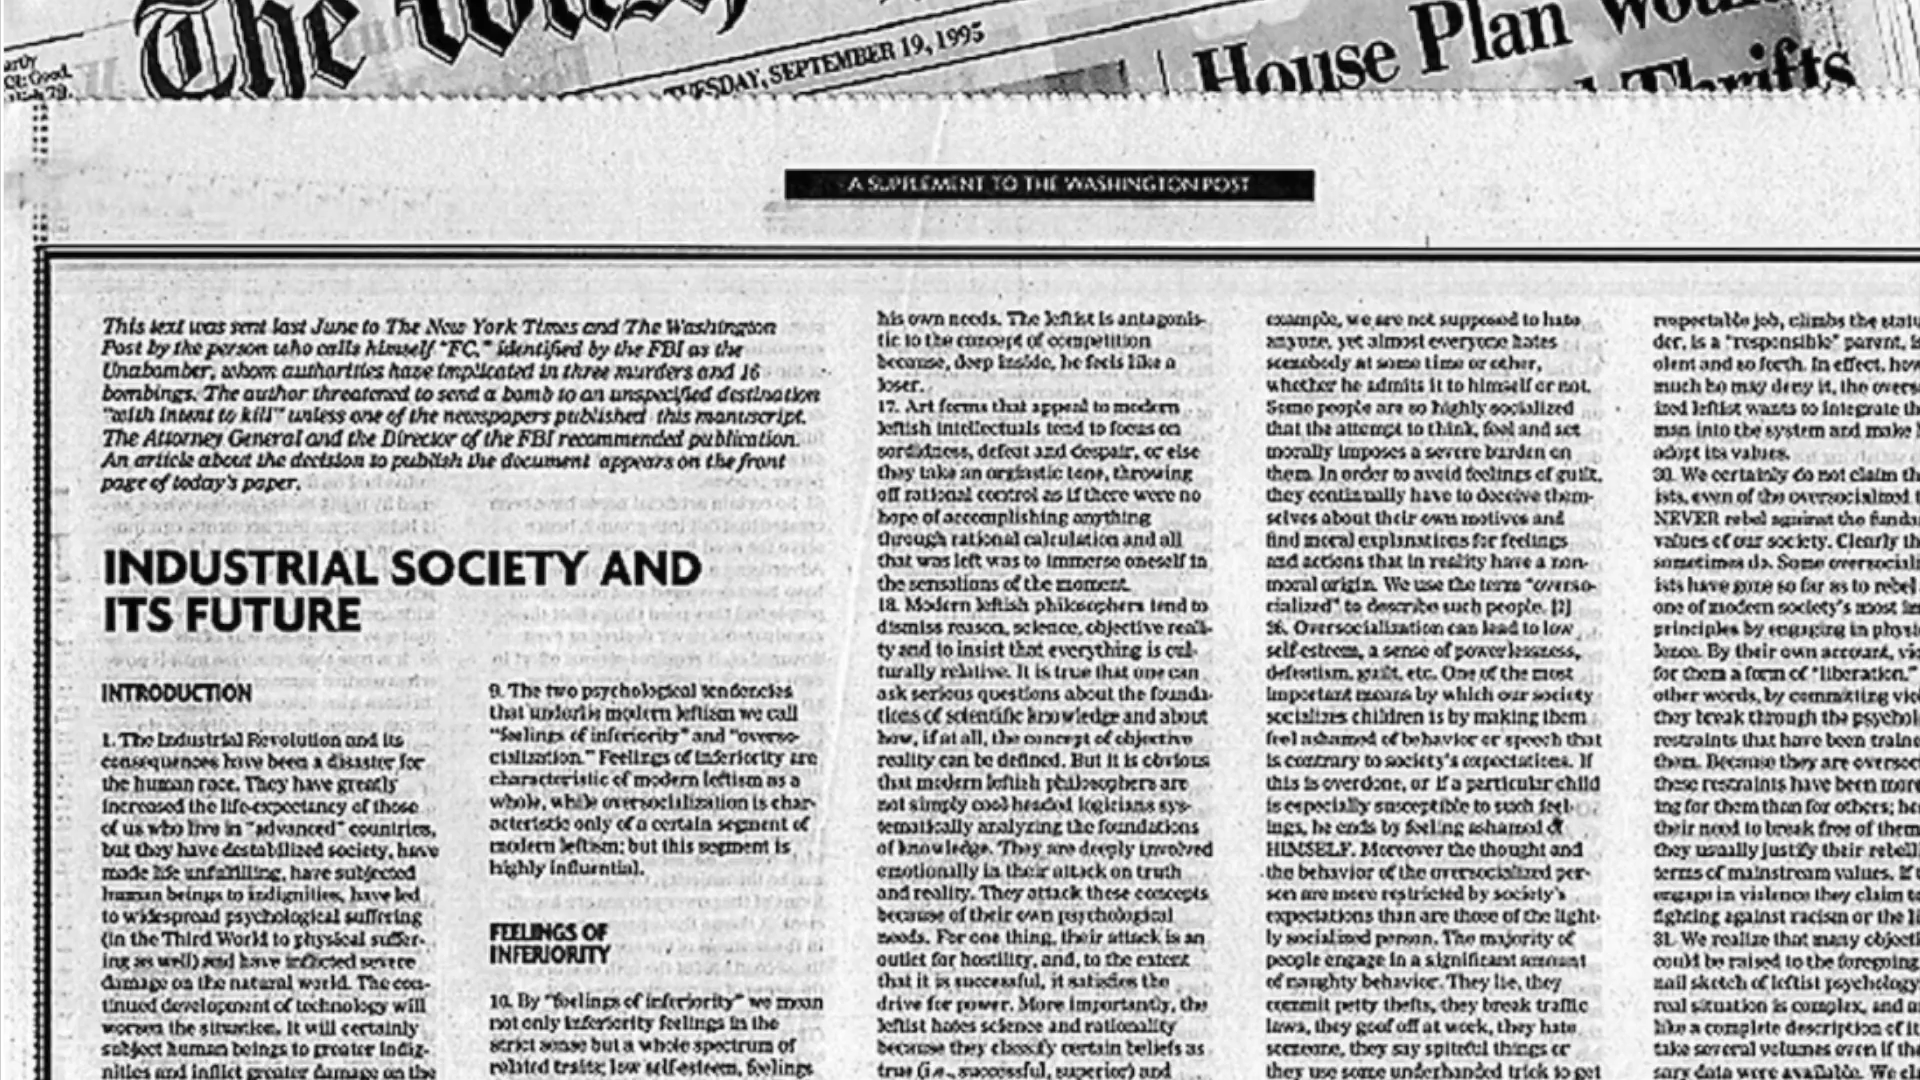 The Wash
TUESDAY, SEPTEMBER 19, 1995
House Plan Would
Thrifts
A SUPPLEMENT TO THE WASHINGTON POST
This text was sent last June to The New York Times and The Washington
Post by the person who calls himself "FC," identified by the FBI as the
Unabomber, whom authorities have implicated in three murders and 16
bombings. The author threatened to send a bomb to an unspecified destination
"with intent to kill" unless one of the newspapers published this manuscript.
The Attorney General and the Director of the FBI recommended publication.
An article about the decision to publish the document appears on the front
page of today's paper.
INDUSTRIAL SOCIETY AND
ITS FUTURE
INTRODUCTION
1. The Industrial Revolution and its
consequences have been a disaster for
the human race. They have greatly
increased the life-expectancy of those
of us who live in "advanced" countries,
but they have destabilized society, have
made life unfulfilling, have subjected
human beings to indignities, have led
to widespread psychological suffering
(in the Third World to physical suffer-
ing as well) and have inflicted severe
damage on the natural world. The con-
tinued development of technology will
worsen the situation. It will certainly
subject human beings to greater indig-
nities and inflict greater damage on the
9. The two psychological tendencies
that underlie modern leftism we call
"feelings of inferiority" and "overso-
cialization." Feelings of inferiority are
characteristic of modern leftism as a
whole, while oversocialization is char-
acteristic only of a certain segment of
modern leftism; but this segment is
highly influential.
FEELINGS OF
INFERIORITY
10. By "feelings of inferiority" we mean
not only inferiority feelings in the
strict sense but a whole spectrum of
related traits: low self-esteem, feelings
his own needs. The leftist is antagonis-
tic to the concept of competition
because, deep inside, he feels like a
loser.
17. Art forms that appeal to modern
leftish intellectuals tend to focus on
sordidness, defeat and despair, or else
they take an orgiastic tone, throwing
off rational control as if there were no
hope of accomplishing anything
through rational calculation and all
that was left was to immerse oneself in
the sensations of the moment.
18. Modern leftish philosophers tend to
dismiss reason, science, objective reali-
ty and to insist that everything is cul-
turally relative. It is true that one can
ask serious questions about the founda-
tions of scientific knowledge and about
how, if at all, the concept of objective
reality can be defined. But it is obvious
that modern leftish philosophers are
not simply cool-headed logicians sys-
tematically analyzing the foundations
of knowledge. They are deeply involved
emotionally in their attack on truth
and reality. They attack these concepts
because of their own psychological
needs. For one thing, their attack is an
outlet for hostility, and, to the extent
that it is successful, it satisfies the
drive for power. More importantly, the
leftist hates science and rationality
because they classify certain beliefs as
true (i.e., successful, superior) and
example, we are not supposed to hate
anyone, yet almost everyone hates
somebody at some time or other,
whether he admits it to himself or not.
Some people are so highly socialized
that the attempt to think, feel and act
morally imposes a severe burden on
them. In order to avoid feelings of guilt,
they continually have to deceive them-
selves about their own motives and
find moral explanations for feelings
and actions that in reality have a non-
moral origin. We use the term "overso-
cialized" to describe such people. [2]
26. Oversocialization can lead to low
self-esteem, a sense of powerlessness,
defeatism, guilt, etc. One of the most
important means by which our society
socializes children is by making them
feel ashamed of behavior or speech that
is contrary to society's expectations. If
this is overdone, or if a particular child
is especially susceptible to such feel-
ings, he ends by feeling ashamed of
HIMSELF. Moreover the thought and
the behavior of the oversocialized per-
son are more restricted by society's
expectations than are those of the light-
ly socialized person. The majority of
people engage in a significant amount
of naughty behavior. They lie, they
commit petty thefts, they break traffic
laws, they goof off at work, they hate
someone, they say spiteful things or
they use some underhanded trick to get
respectable job, climbs the statu
der, is a "responsible" parent, is
olent and so forth. In effect, how
much he may deny it, the overs
ized leftist wants to integrate th
man into the system and make
adopt its values.
30. We certainly do not claim th
ists, even of the oversocialized t
NEVER rebel against the funda
values of our society. Clearly th
sometimes do. Some oversociali
ists have gone so far as to rebel
one of modern society's most im
principles by engaging in physi
lence. By their own account, vio
for them a form of "liberation."
other words, by committing vio
they break through the psychol
restraints that have been traine
them. Because they are oversoc
these restraints have been more
ing for them than for others; he
their need to break free of them
they usually justify their rebell
terms of mainstream values. If t
engage in violence they claim to
fighting against racism or the li
31. We realize that many objecti
could be raised to the foregoing
nail sketch of leftist psychology
real situation is complex, and a
like a complete description of it
take several volumes even if the
sary data were available. We cla